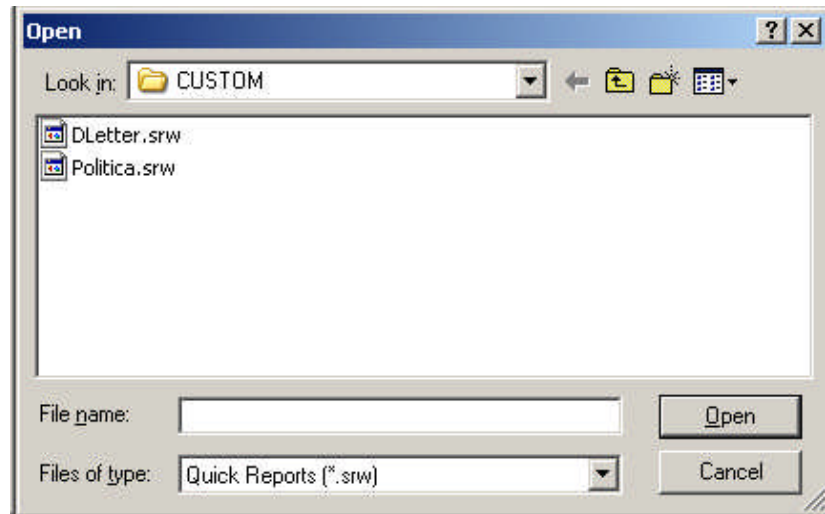 Open
Look in: CUSTOM
DLetter.srw
Politica.srw
File name: Open
Files of type: Quick Reports (*.srw) Cancel